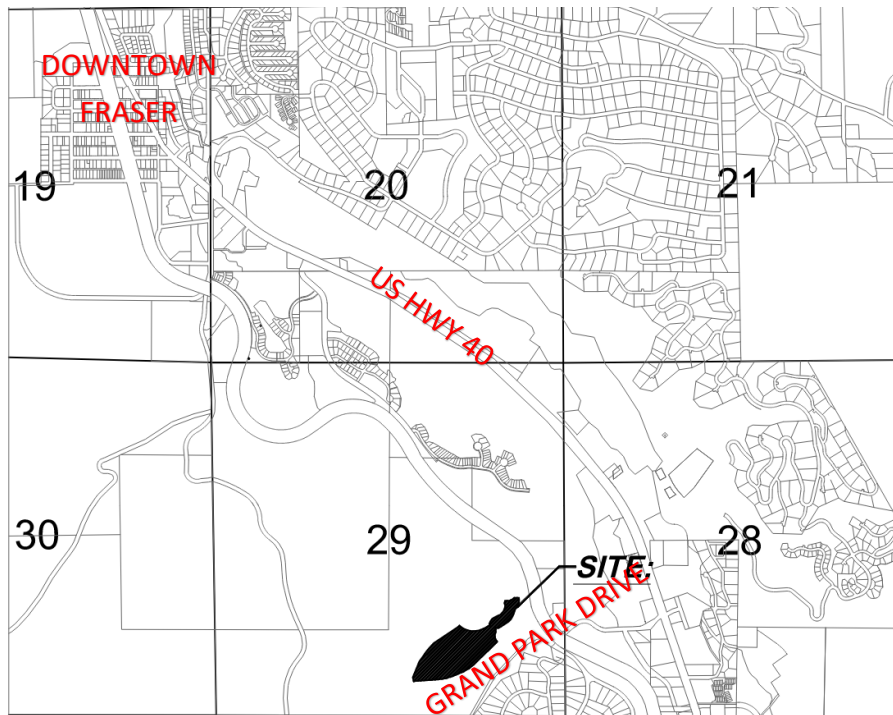 DOWNTOWN
FRASER
19
20
21
US HWY 40
30
29
28
SITE:
GRAND PARK DRIVE